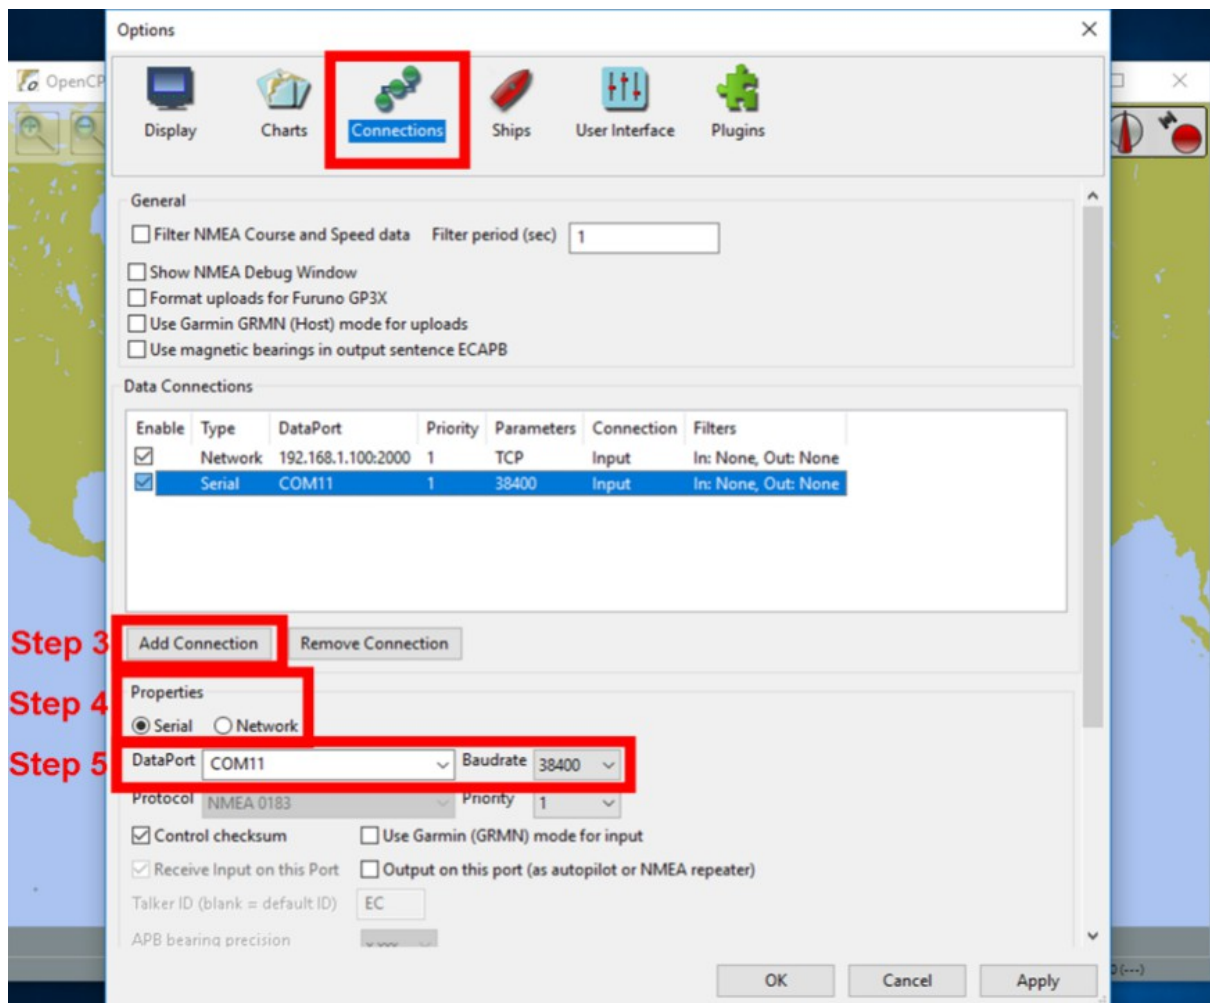 Options
OpenCP
Display Charts Connections Ships User Interface Plugins
General
Filter NMEA Course and Speed data Filter period (sec) 1
Show NMEA Debug Window
Format uploads for Furuno GP3X
Use Garmin GRMN (Host) mode for uploads
Use magnetic bearings in output sentence ECAPB
Data Connections
Enable Type DataPort Priority Parameters Connection Filters
Network 192.168.1.100:2000 1 TCP Input In: None, Out: None
Serial COM11 1 38400 Input In: None, Out: None
Step 3 Add Connection Remove Connection
Properties
Step 4
Serial Network
Step 5 DataPort COM11 Baudrate 38400
Protocol NMEA 0183 Priority 1
Control checksum Use Garmin (GRMN) mode for input
Receive Input on this Port Output on this port (as autopilot or NMEA repeater)
Talker ID (blank = default ID) EC
APB bearing precision
OK Cancel Apply